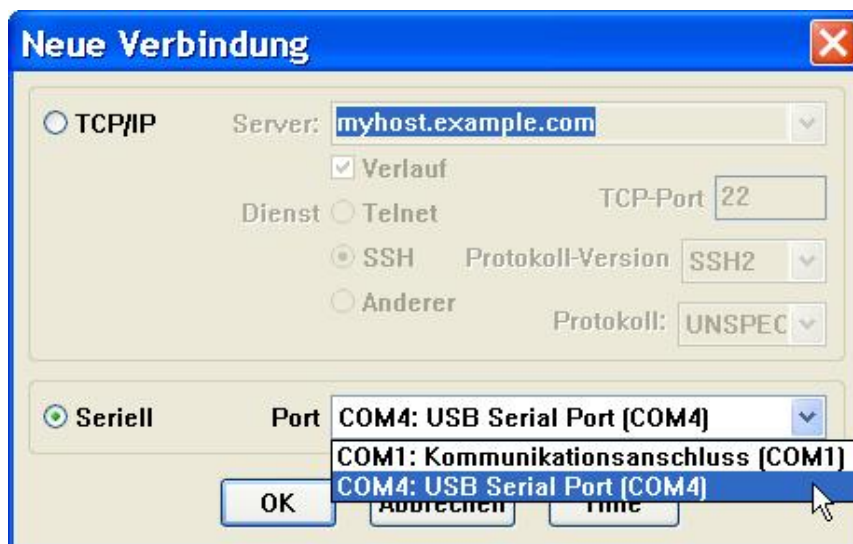 Neue Verbindung
TCP/IP Server: myhost.example.com
Verlauf
Dienst Telnet TCP-Port 22
SSH Protokoll-Version SSH2
Anderer Protokoll: UNSPEC
Seriell Port COM4: USB Serial Port (COM4)
COM1: Kommunikationsanschluss (COM1)
COM4: USB Serial Port (COM4)
OK Abbrechen